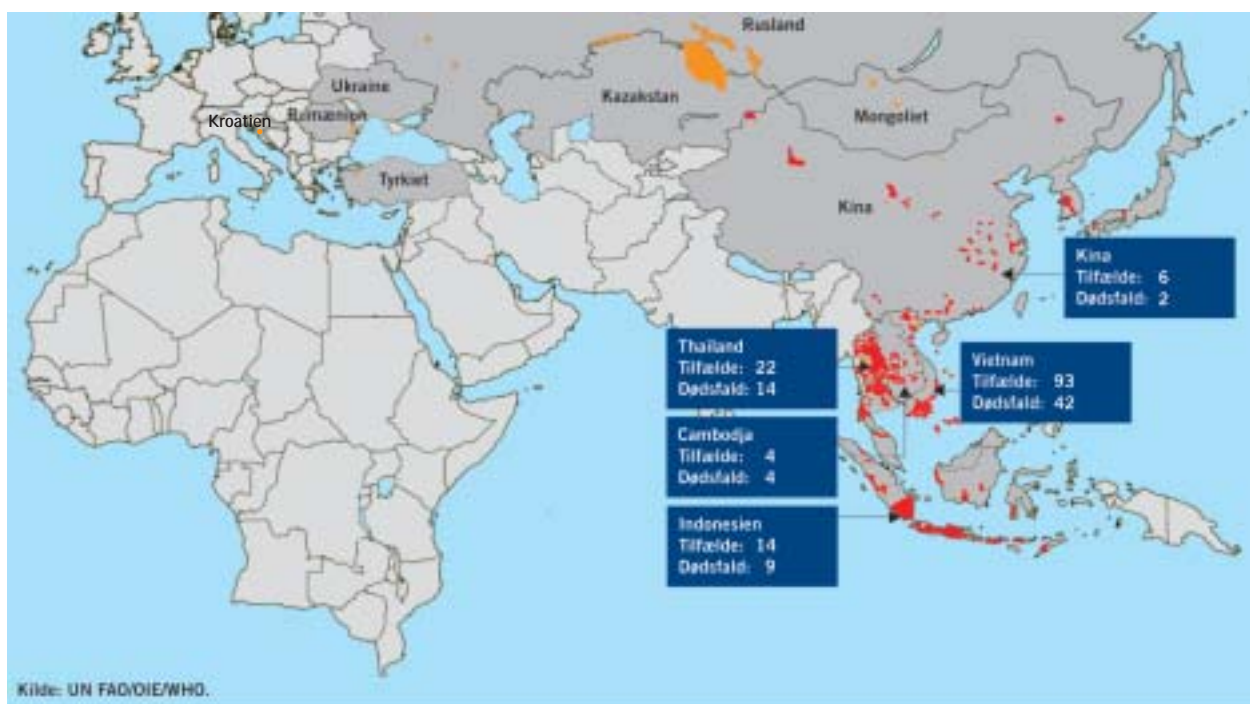 Rusland
Ukraine
Kazakstan
Kroatien
Rumænien
Mongoliet
Tyrkiet
Kina
Kina
Tilfælde: 6
Dødsfald: 2
Thailand
Tilfælde: 22
Dødsfald: 14
Vietnam
Tilfælde: 93
Dødsfald: 42
Cambodja
Tilfælde: 4
Dødsfald: 4
Indonesien
Tilfælde: 14
Dødsfald: 9
Kilde: UN FAO/OIE/WHO.